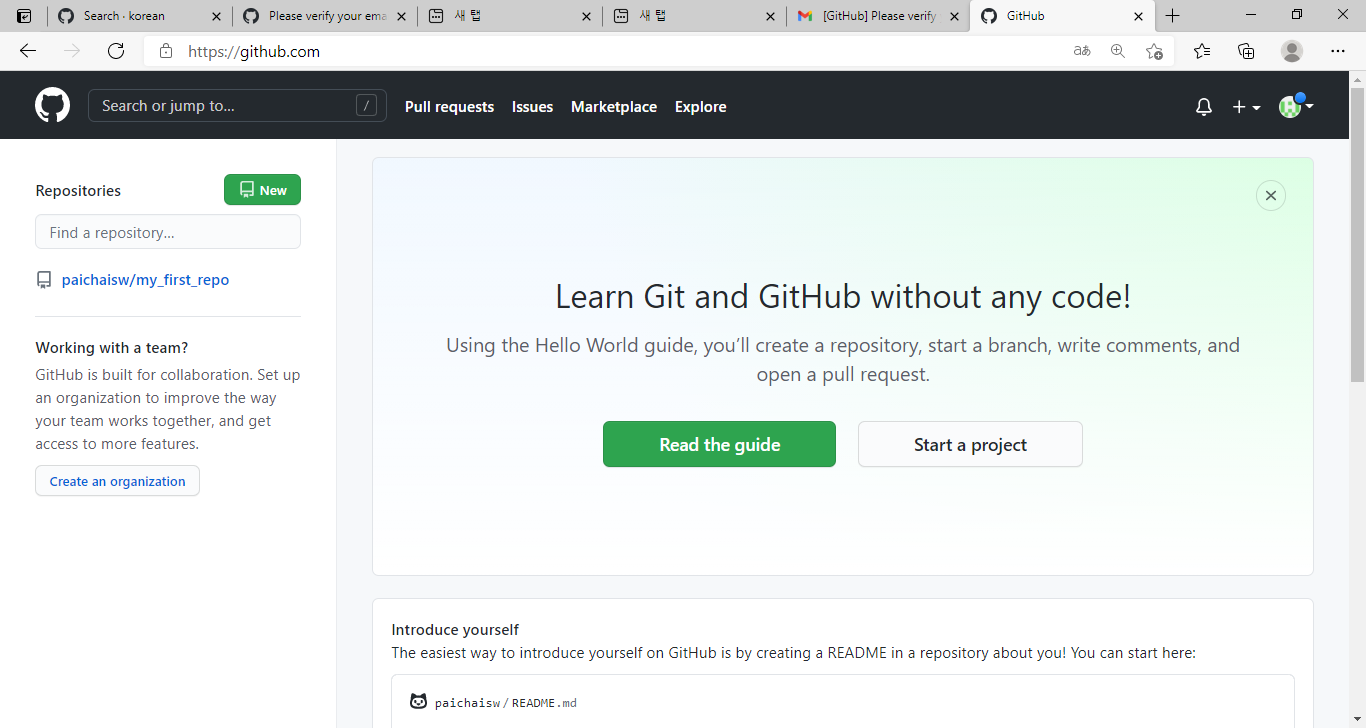 Search · korean
Please verify your ema
새 탭
새 탭
[GitHub] Please verify
GitHub
https://github.com
aあ
Search or jump to...
/
Pull requests
Issues
Marketplace
Explore
Repositories
New
Find a repository...
paichaisw/my_first_repo
Working with a team?
GitHub is built for collaboration. Set up
an organization to improve the way
your team works together, and get
access to more features.
Create an organization
Learn Git and GitHub without any code!
Using the Hello World guide, you’ll create a repository, start a branch, write comments, and
open a pull request.
Read the guide
Start a project
Introduce yourself
The easiest way to introduce yourself on GitHub is by creating a README in a repository about you! You can start here:
paichaisw/README.md